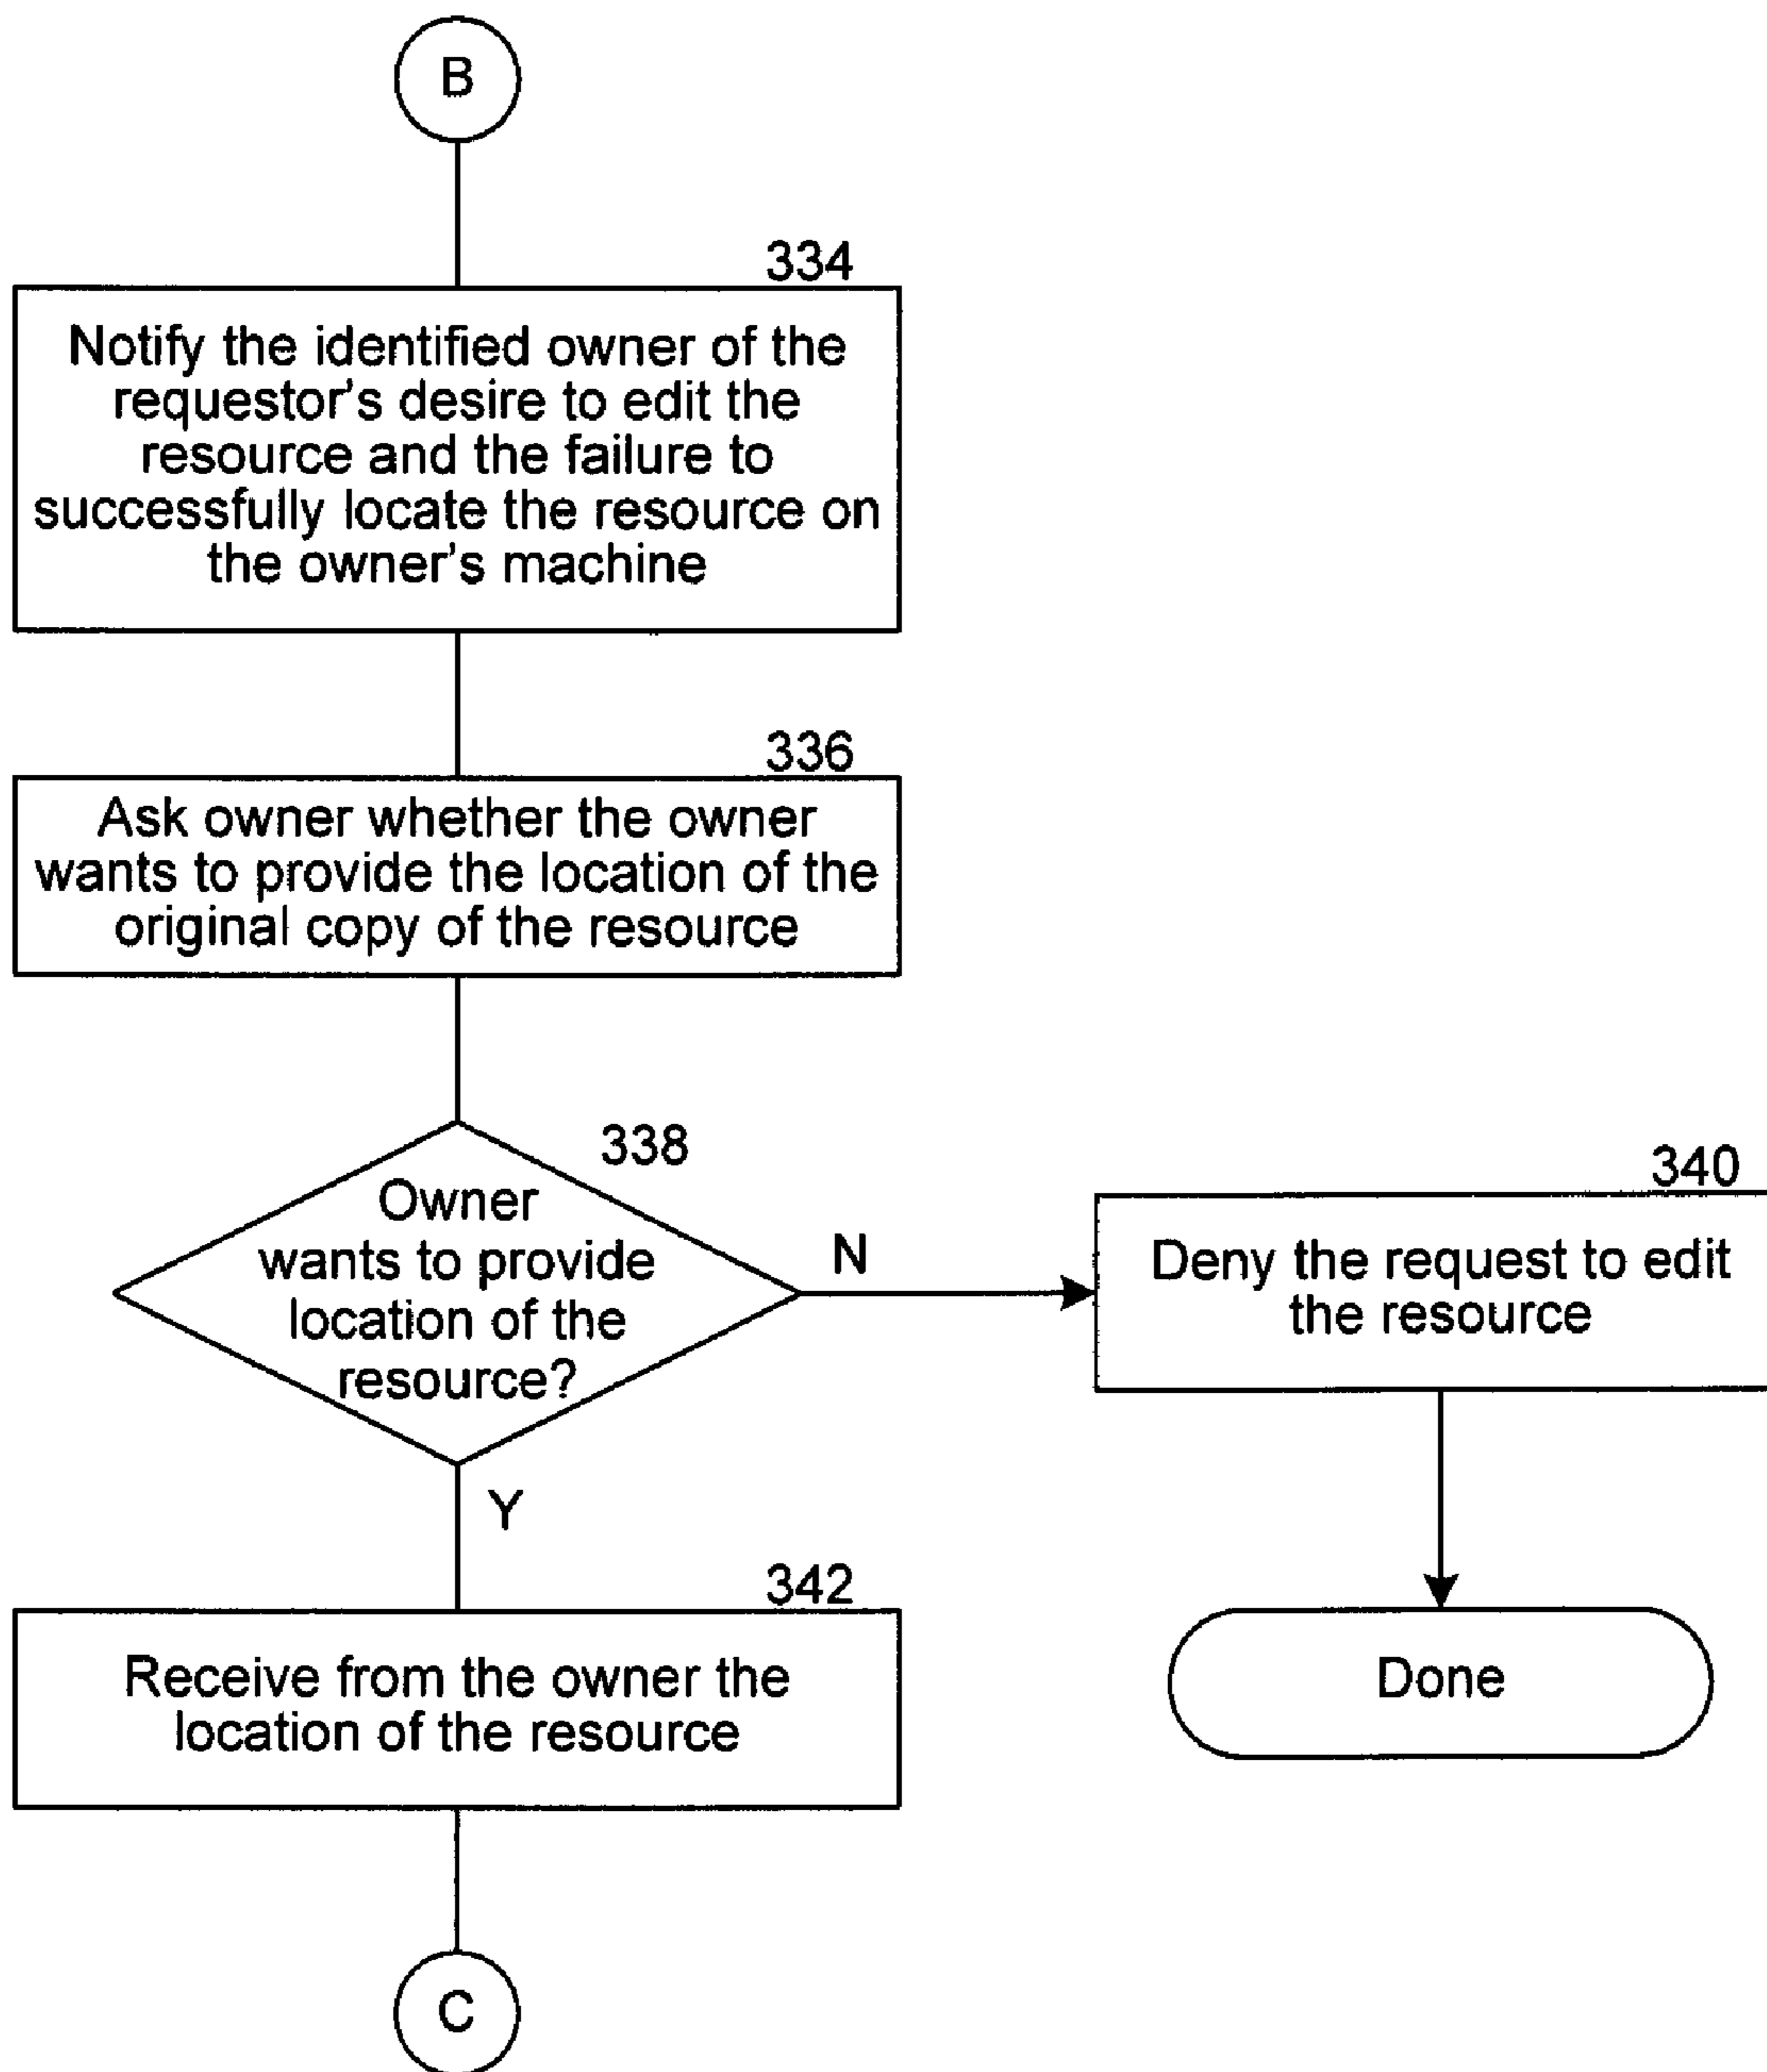 B
334
Notify the identified owner of the
requestor's desire to edit the
resource and the failure to
successfully locate the resource on
the owner's machine
336
Ask owner whether the owner
wants to provide the location of the
original copy of the resource
338
Owner
wants to provide
location of the
resource?
N
340
Deny the request to edit
the resource
Y
342
Receive from the owner the
location of the resource
Done
C